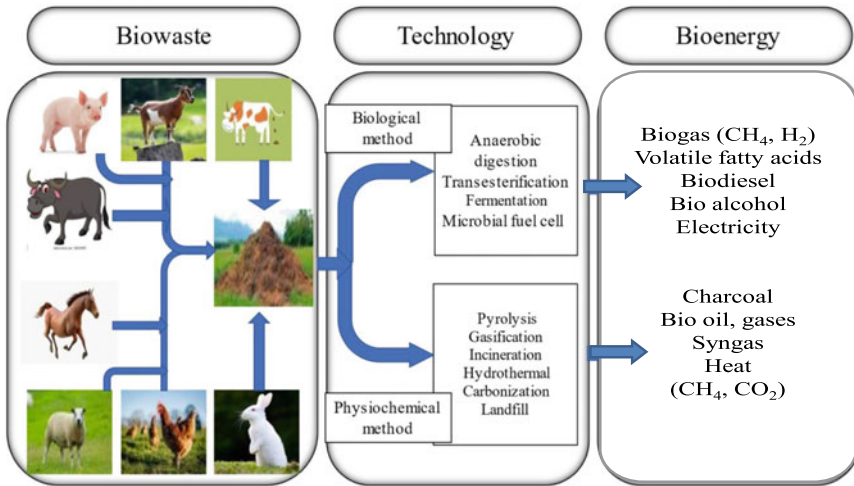 Biowaste
Technology
Bioenergy
Biological
method
Anaerobic
digestion
Transesterification
Fermentation
Microbial fuel cell
Biogas (CH₄, H₂)
Volatile fatty acids
Biodiesel
Bio alcohol
Electricity
Pyrolysis
Gasification
Incineration
Hydrothermal
Carbonization
Landfill
Physiochemical
method
Charcoal
Bio oil, gases
Syngas
Heat
(CH₄, CO₂)